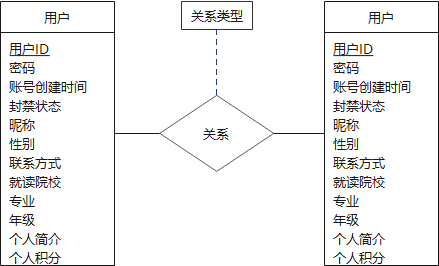 用户
用户ID
密码
账号创建时间
封禁状态
昵称
性别
联系方式
就读院校
专业
年级
个人简介
个人积分
关系类型
关系
用户
用户ID
密码
账号创建时间
封禁状态
昵称
性别
联系方式
就读院校
专业
年级
个人简介
个人积分